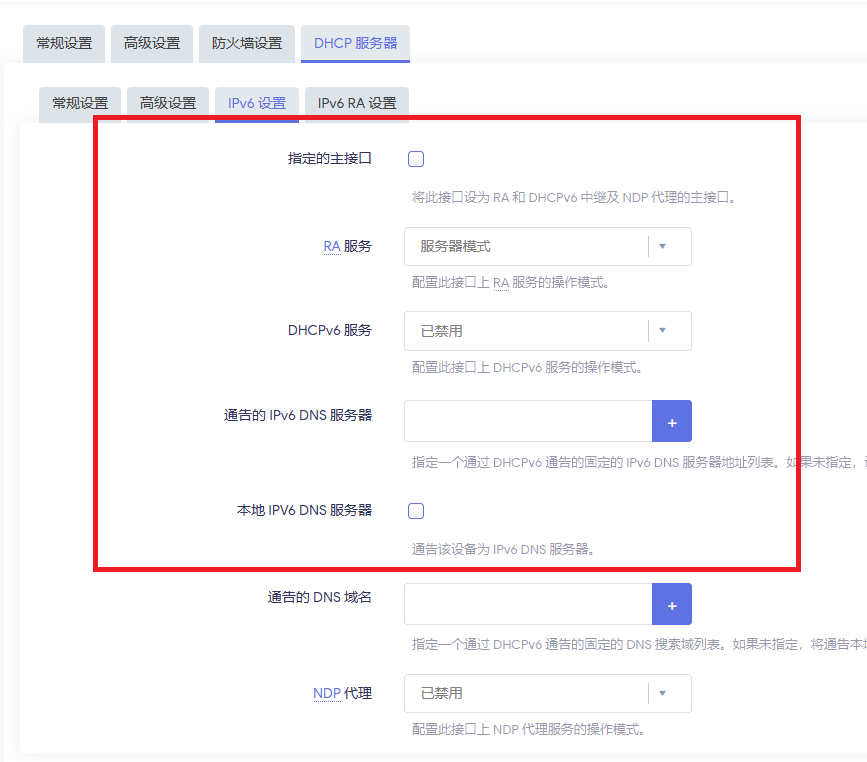 常规设置 高级设置 防火墙设置 DHCP 服务器
常规设置 高级设置 IPv6 设置 IPv6 RA 设置
指定的主接口
将此接口设为 RA 和 DHCPv6 中继及 NDP 代理的主接口。
RA 服务 服务器模式
配置此接口上 RA 服务的操作模式。
DHCPv6 服务 已禁用
配置此接口上 DHCPv6 服务的操作模式。
通告的 IPv6 DNS 服务器 +
指定一个通过 DHCPv6 通告的固定的 IPv6 DNS 服务器地址列表。如果未指定，
本地 IPV6 DNS 服务器
通告该设备为 IPv6 DNS 服务器。
通告的 DNS 域名 +
指定一个通过 DHCPv6 通告的固定的 DNS 搜索域列表。如果未指定，将通告本地
NDP 代理 已禁用
配置此接口上 NDP 代理服务的操作模式。